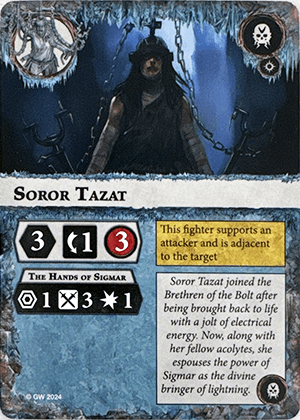 SOROR TAZAT
3 1 3
THE HANDS OF SIGMAR
1 3 1
© GW 2024
This fighter supports an
attacker and is adjacent
to the target
Soror Tazat joined the
Brethren of the Bolt after
being brought back to life
with a jolt of electrical
energy. Now, along with
her fellow acolytes, she
espouses the power of
Sigmar as the divine
bringer of lightning.